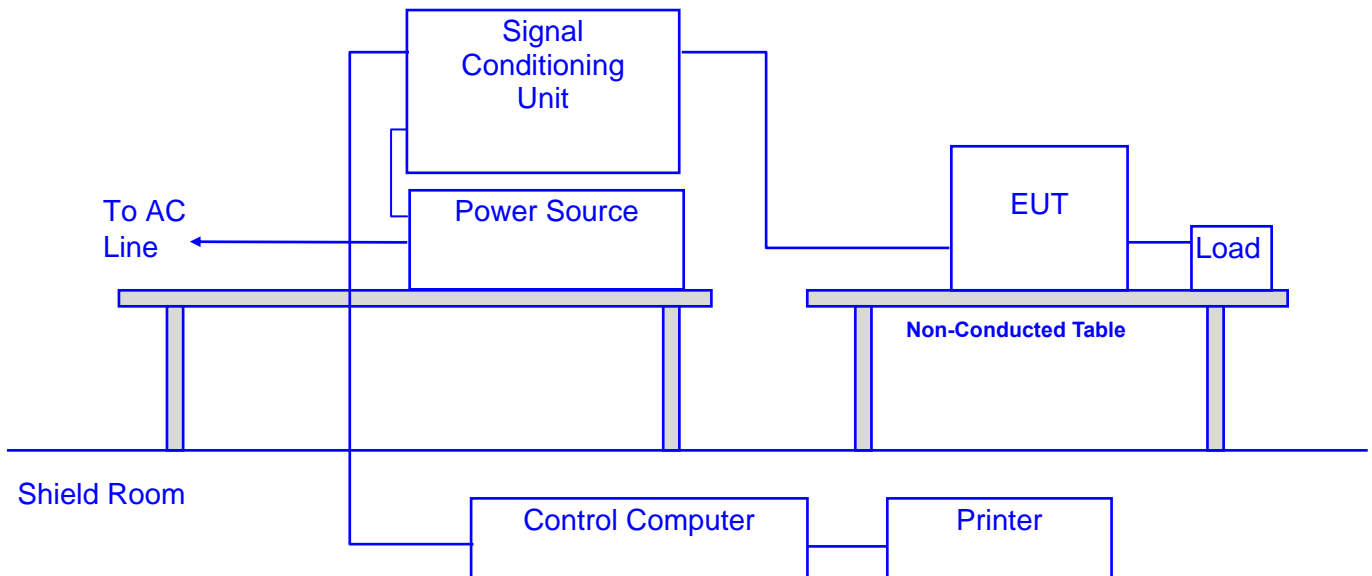 Signal
Conditioning
Unit
Power Source
To AC
Line
EUT
Load
Non-Conducted Table
Shield Room
Control Computer
Printer